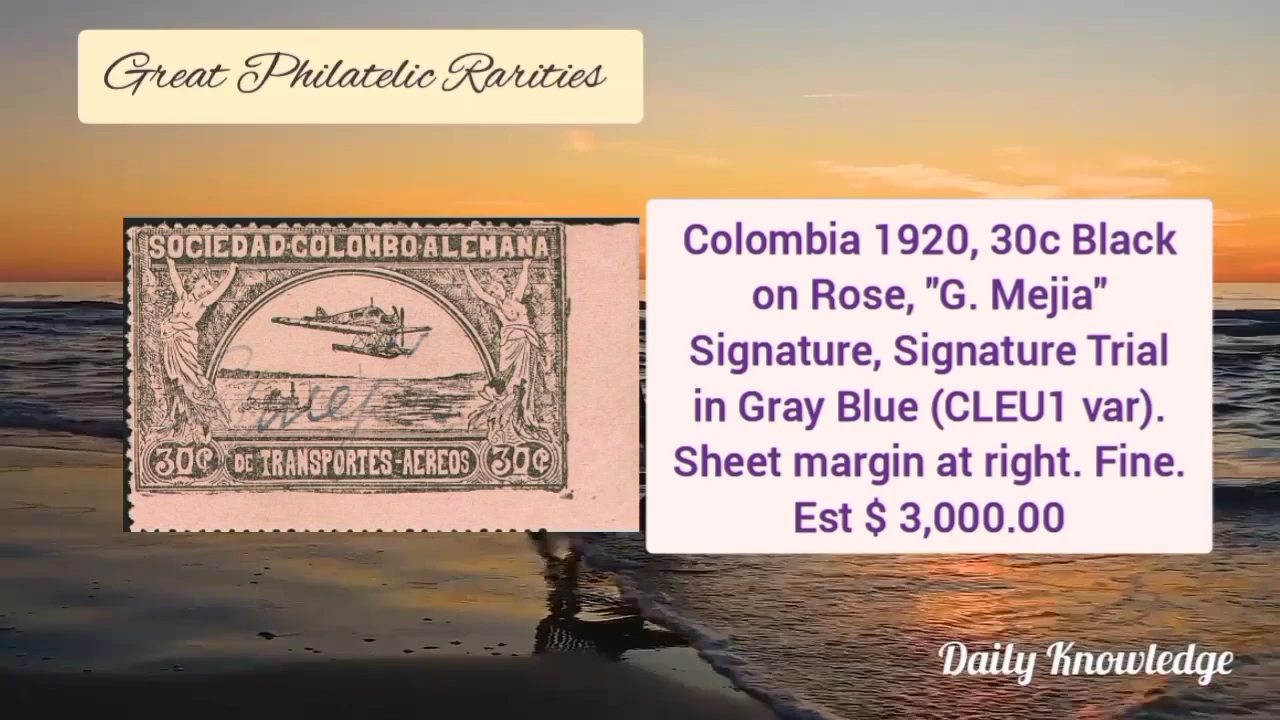 Great Philatelic Rarities
SOCIEDAD·COLOMBO·ALEMANA
30¢ DE TRANSPORTES-AEREOS 30¢
Colombia 1920, 30c Black
on Rose, "G. Mejia"
Signature, Signature Trial
in Gray Blue (CLEU1 var).
Sheet margin at right. Fine.
Est $ 3,000.00
Daily Knowledge